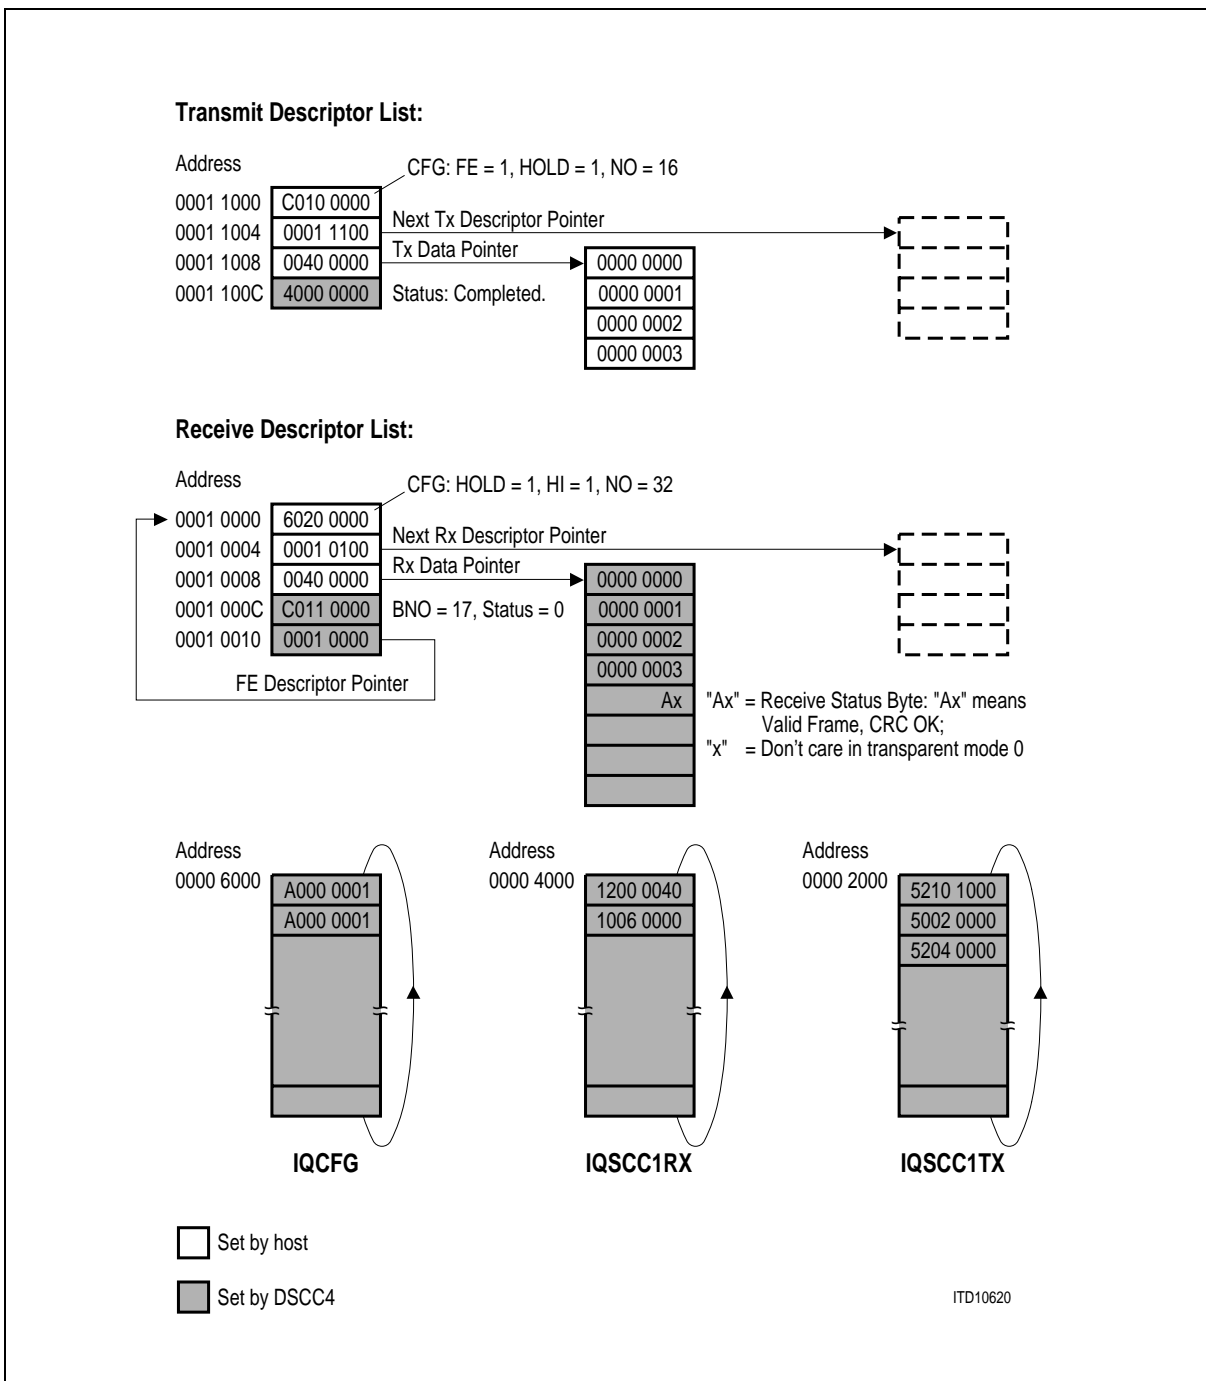 Transmit Descriptor List:
Address
CFG: FE = 1, HOLD = 1, NO = 16
0001 1000 C010 0000
0001 1004 0001 1100 Next Tx Descriptor Pointer
0001 1008 0040 0000 Tx Data Pointer 0000 0000
0001 100C 4000 0000 Status: Completed. 0000 0001
0000 0002
0000 0003
Receive Descriptor List:
Address
CFG: HOLD = 1, HI = 1, NO = 32
0001 0000 6020 0000
0001 0004 0001 0100 Next Rx Descriptor Pointer
0001 0008 0040 0000 Rx Data Pointer 0000 0000
0001 000C C011 0000 BNO = 17, Status = 0 0000 0001
0001 0010 0001 0000 0000 0002
0000 0003
FE Descriptor Pointer
Ax "Ax" = Receive Status Byte: "Ax" means
Valid Frame, CRC OK;
"x" = Don't care in transparent mode 0
Address Address Address
0000 6000 A000 0001 0000 4000 1200 0040 0000 2000 5210 1000
A000 0001 1006 0000 5002 0000
5204 0000
IQCFG IQSCC1RX IQSCC1TX
Set by host
Set by DSCC4
ITD10620